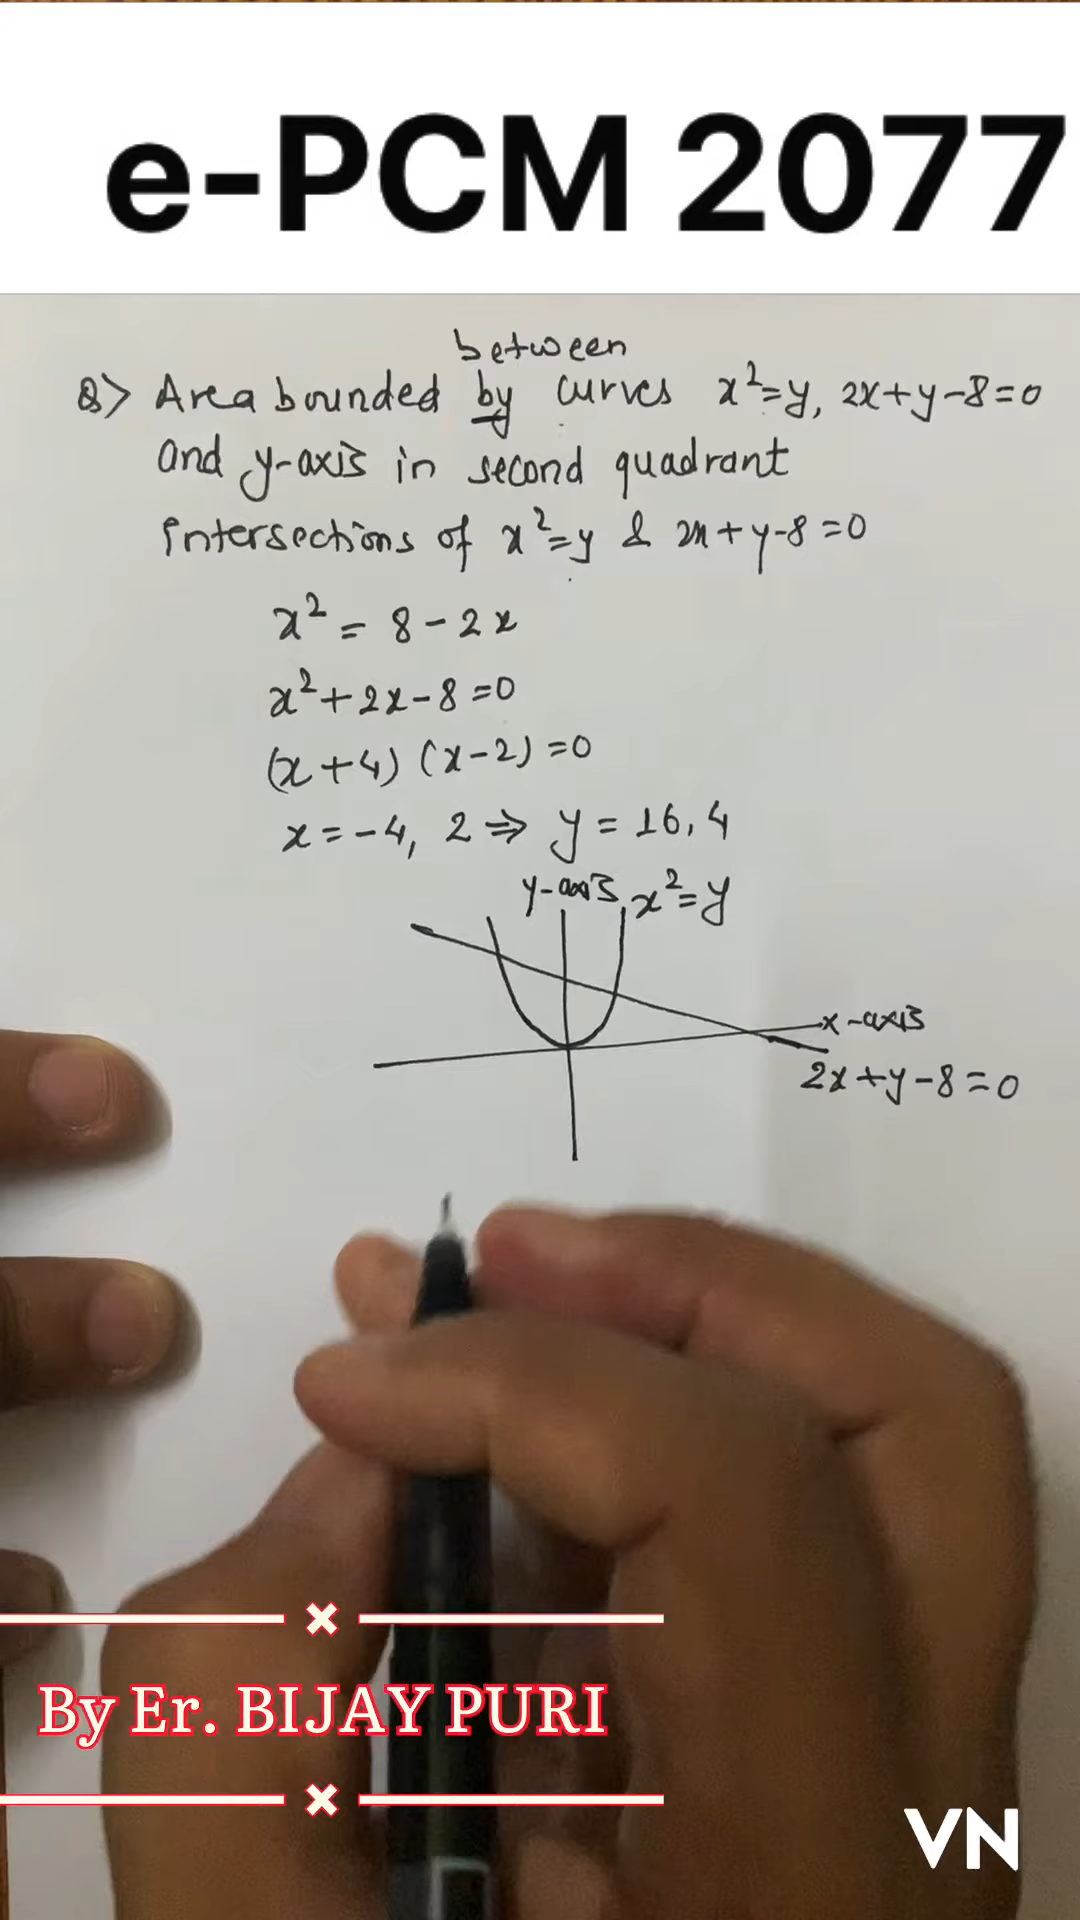 e-PCM 2077
between
Q> Area bounded by curves x²=y, 2x+y-8=0
and y-axis in second quadrant
intersections of x²=y & 2x+y-8=0
x² = 8-2x
x²+2x-8=0
(x+4) (x-2)=0
x=-4, 2 ⇒ y = 16, 4
y-axis x²=y
x-axis
2x+y-8=0
By Er. BIJAY PURI
VN